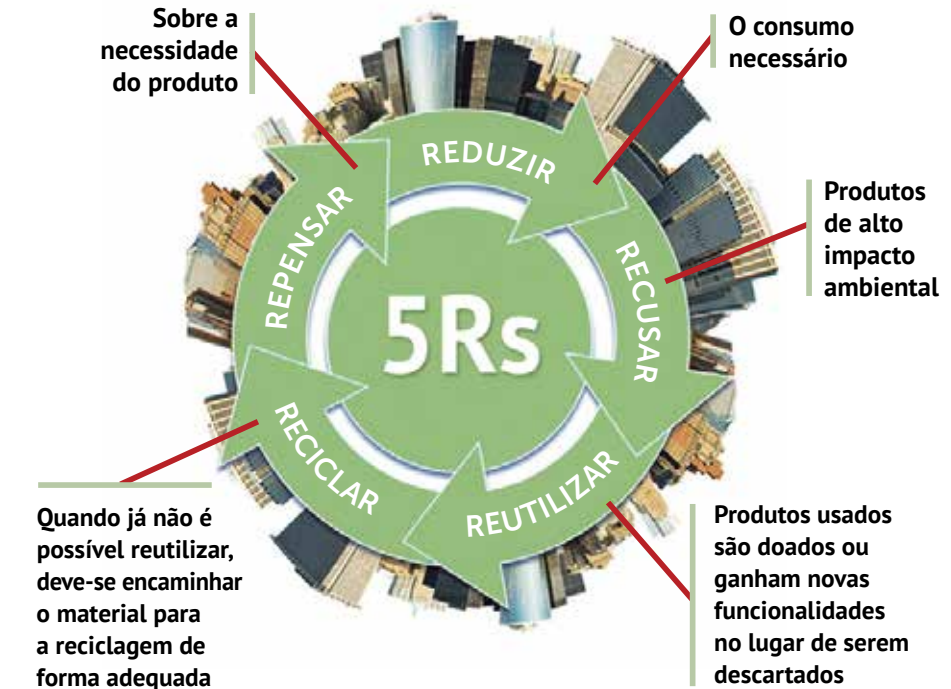 Sobre a
necessidade
do produto
O consumo
necessário
REDUZIR
REPENSAR
Produtos
de alto
impacto
ambiental
RECUSAR
5Rs
RECICLAR
REUTILIZAR
Quando já não é
possível reutilizar,
deve-se encaminhar
o material para
a reciclagem de
forma adequada
Produtos usados
são doados ou
ganham novas
funcionalidades
no lugar de serem
descartados